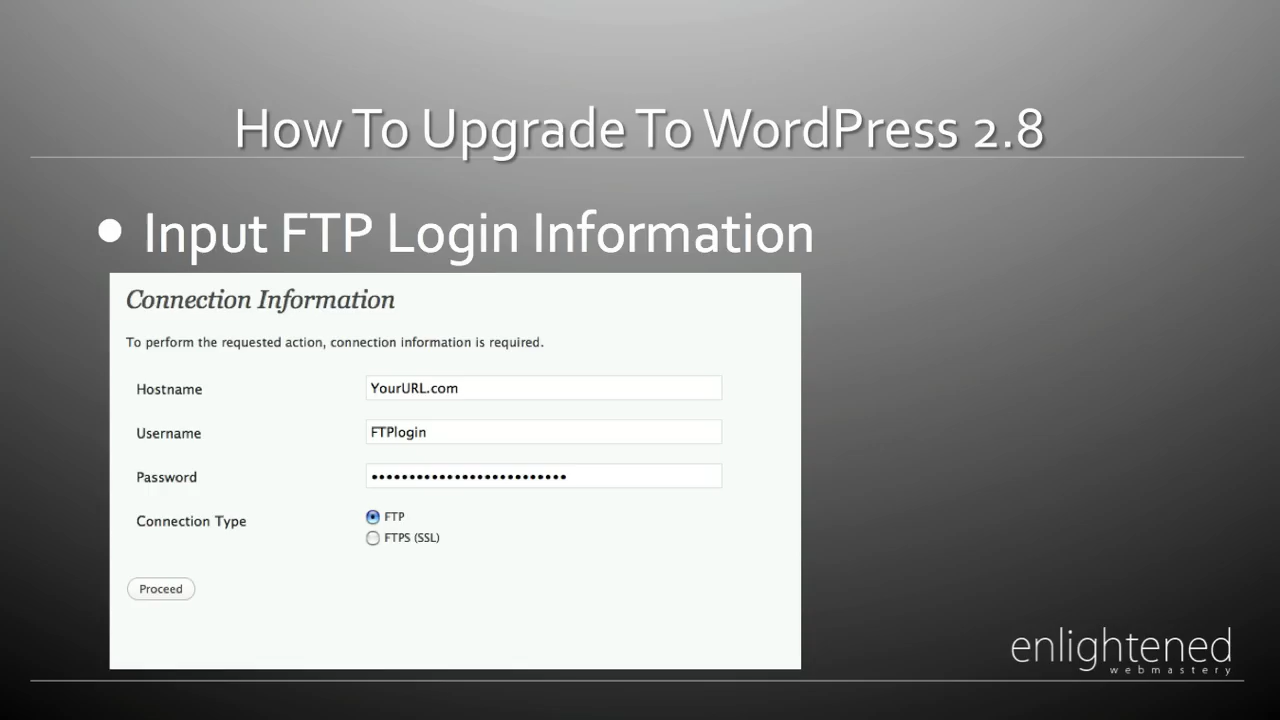 How To Upgrade To WordPress 2.8
• Input FTP Login Information
Connection Information
To perform the requested action, connection information is required.
Hostname YourURL.com
Username FTPlogin
Password ••••••••••••••••••••••••••
Connection Type FTP
FTPS (SSL)
Proceed
enlightened
webmastery